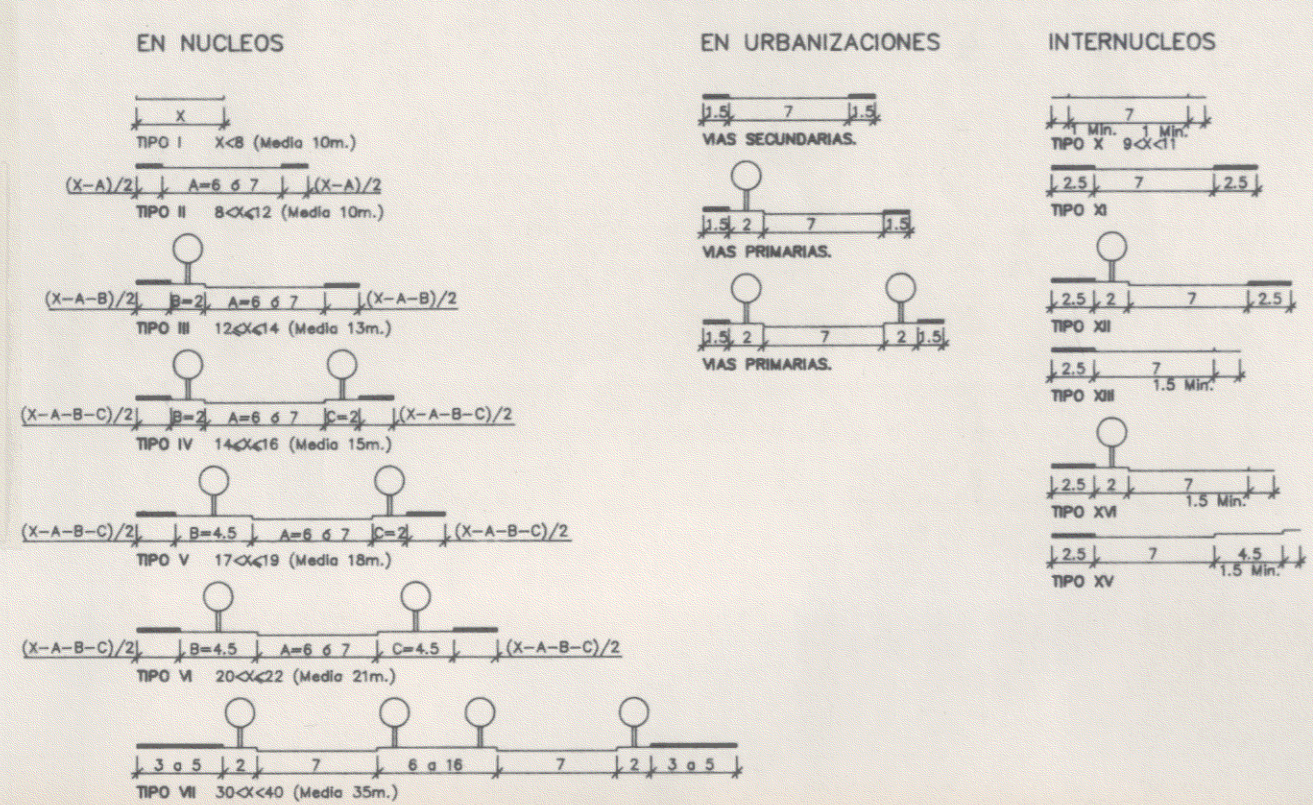 EN NUCLEOS
X
TIPO I X<8 (Media 10m.)
(X-A)/2 A=6 ó 7 (X-A)/2
TIPO II 8<X⩽12 (Media 10m.)
(X-A-B)/2 B=2 A=6 ó 7 (X-A-B)/2
TIPO III 12⩽X⩽14 (Media 13m.)
(X-A-B-C)/2 B=2 A=6 ó 7 C=2 (X-A-B-C)/2
TIPO IV 14⩽X⩽16 (Media 15m.)
(X-A-B-C)/2 B=4.5 A=6 ó 7 C=2 (X-A-B-C)/2
TIPO V 17<X⩽19 (Media 18m.)
(X-A-B-C)/2 B=4.5 A=6 ó 7 C=4.5 (X-A-B-C)/2
TIPO VI 20<X⩽22 (Media 21m.)
3 a 5 2 7 6 a 16 7 2 3 a 5
TIPO VII 30<X<40 (Media 35m.)
EN URBANIZACIONES
1.5 7 1.5
VIAS SECUNDARIAS.
1.5 2 7 1.5
VIAS PRIMARIAS.
1.5 2 7 2 1.5
VIAS PRIMARIAS.
INTERNUCLEOS
7
1 Min. 1 Min.
TIPO X 9<X<11
2.5 7 2.5
TIPO XI
2.5 2 7 2.5
TIPO XII
2.5 7
1.5 Min.
TIPO XIII
2.5 2 7
1.5 Min.
TIPO XVI
2.5 7 4.5
1.5 Min.
TIPO XV